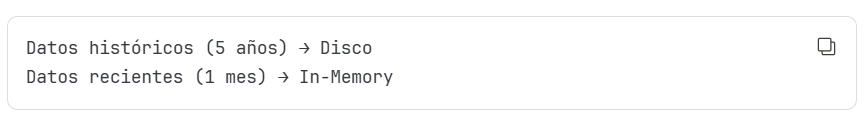 Datos históricos (5 años) → Disco
Datos recientes (1 mes) → In-Memory